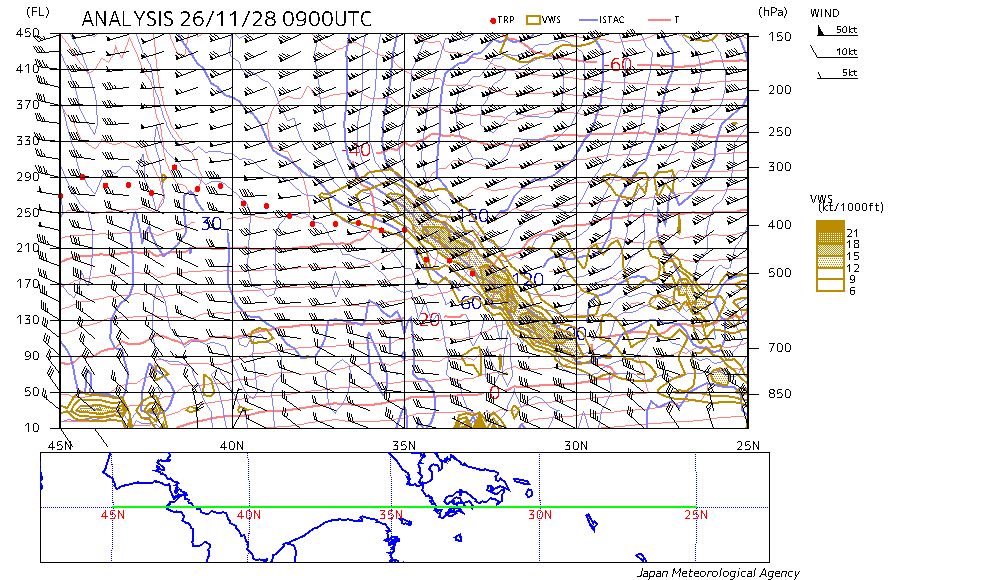 (FL) ANALYSIS 26/11/28 0900UTC TRP VWS ISTAC T (hPa) WIND
450 150 50kt
410 -60 10kt
370 200 5kt
330 250
-40
290 300
250 30 150 400
210
170 120 500
60
130 -20 90
90 700
50 0 850
10
45N 40N 35N 30N 25N
VWS
(kt/1000ft)
21
18
15
12
9
6
45N 40N 35N 30N 25N
Japan Meteorological Agency